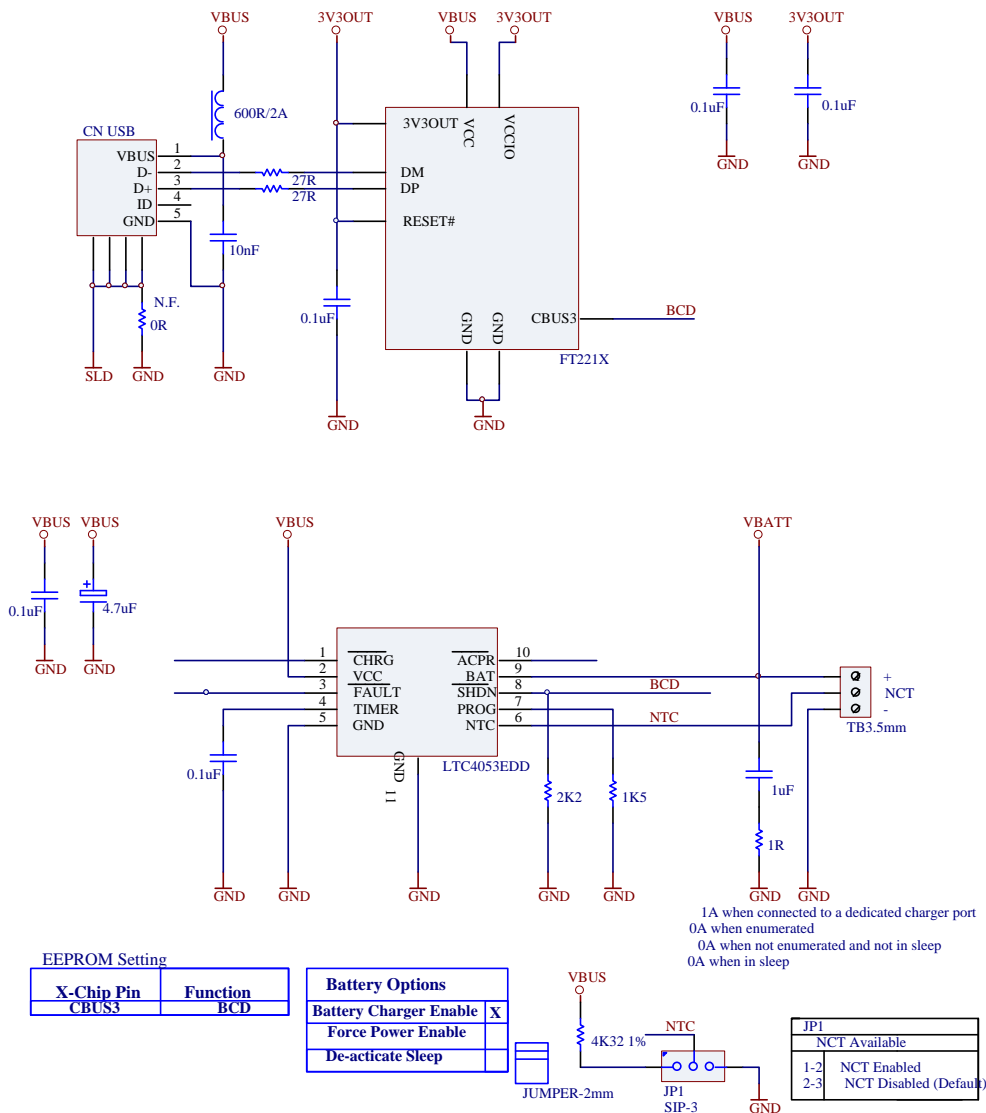 VBUS 3V3OUT VBUS 3V3OUT VBUS 3V3OUT
600R/2A
0.1uF 0.1uF
3V3OUT VCC VCCIO
CN USB
VBUS 1
D- 2
D+ 3
ID 4
GND 5
27R
27R
DM
DP
RESET#
GND GND
10nF
N.F.
0R
0.1uF
GND GND CBUS3 BCD
FT221X
SLD GND GND
GND GND
VBUS VBUS VBUS VBATT
0.1uF + 4.7uF
GND GND
1 CHRG ACPR 10
2 VCC BAT 9
3 FAULT SHDN 8 BCD
4 TIMER PROG 7
5 GND NTC 6 NTC
GND 11
LTC4053EDD
+
NCT
-
TB3.5mm
0.1uF 2K2 1K5 1uF
1R
GND GND GND GND GND GND GND
1A when connected to a dedicated charger port
0A when enumerated
0A when not enumerated and not in sleep
0A when in sleep
EEPROM Setting
X-Chip Pin Function
CBUS3 BCD
Battery Options
Battery Charger Enable X
Force Power Enable
De-acticate Sleep
JUMPER-2mm
VBUS
4K32 1%
NTC
JP1
SIP-3
GND
JP1
NCT Available
1-2 NCT Enabled
2-3 NCT Disabled (Default)